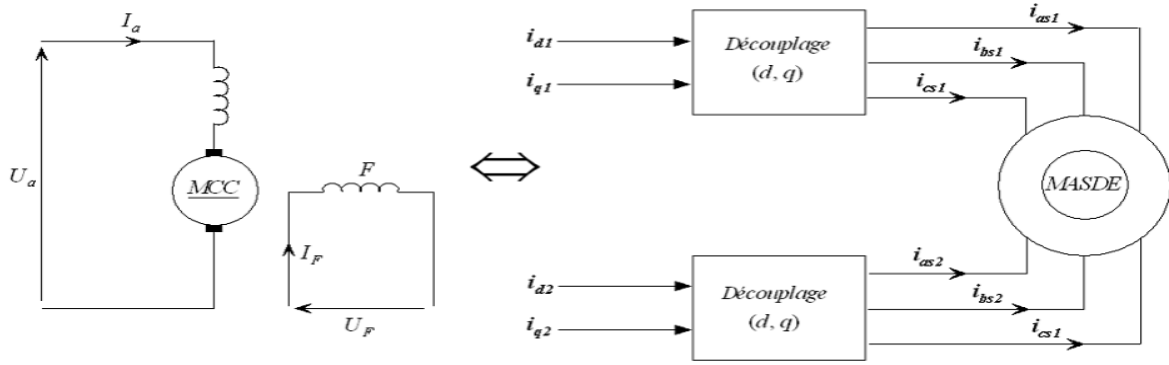 I_a
U_a
MCC
F
I_F
U_F
i_d1
i_q1
Découplage
(d, q)
i_as1
i_bs1
i_cs1
MASDE
i_d2
i_q2
Découplage
(d, q)
i_as2
i_bs2
i_cs1